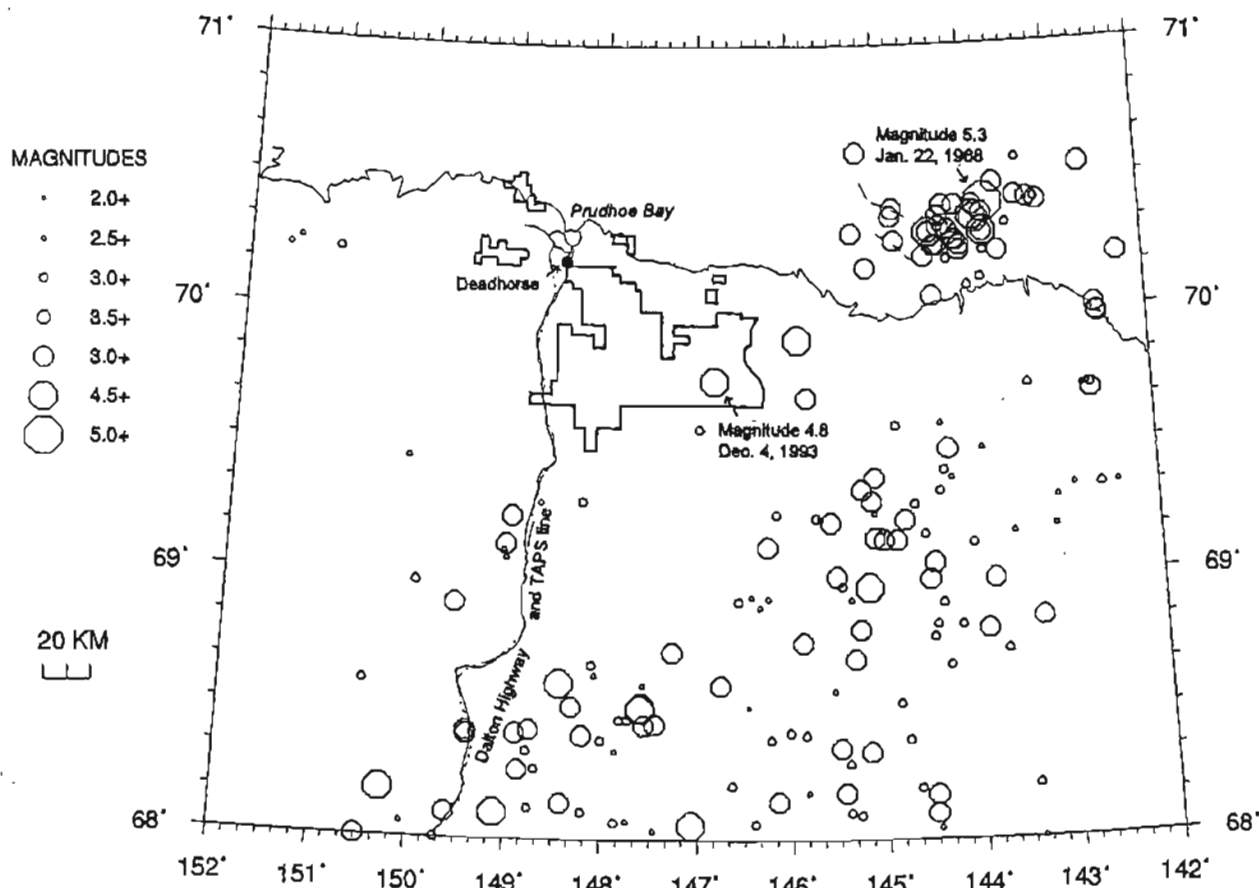 71°
71°
MAGNITUDES
2.0+
2.5+
3.0+
3.5+
3.0+
4.5+
5.0+
Magnitude 5.3
Jan. 22, 1968
Prudhoe Bay
Deadhorse
70°
70°
Magnitude 4.8
Dec. 4, 1993
69°
69°
and TAPS line
Dalton Highway
20 KM
68°
68°
152°
151°
150°
149°
148°
147°
146°
145°
144°
143°
142°